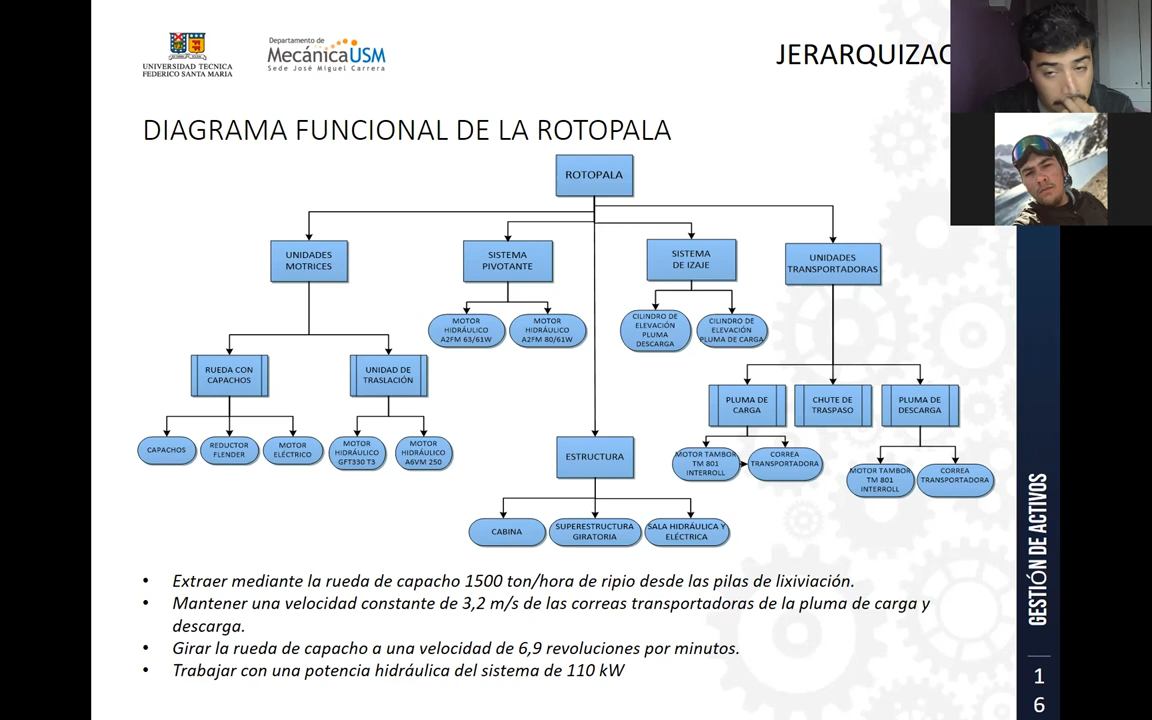 UNIVERSIDAD TECNICA
FEDERICO SANTA MARIA
Departamento de
MecánicaUSM
Sede José Miguel Carrera
JERARQUIZAC
DIAGRAMA FUNCIONAL DE LA ROTOPALA
ROTOPALA
UNIDADES
MOTRICES
SISTEMA
PIVOTANTE
SISTEMA
DE IZAJE
UNIDADES
TRANSPORTADORAS
MOTOR
HIDRÁULICO
A2FM 63/61W
MOTOR
HIDRÁULICO
A2FM 80/61W
CILINDRO DE
ELEVACIÓN
PLUMA
DESCARGA
CILINDRO DE
ELEVACIÓN
PLUMA DE CARGA
RUEDA CON
CAPACHOS
UNIDAD DE
TRASLACIÓN
PLUMA DE
CARGA
CHUTE DE
TRASPASO
PLUMA DE
DESCARGA
CAPACHOS
REDUCTOR
FLENDER
MOTOR
ELÉCTRICO
MOTOR
HIDRÁULICO
GFT330 T3
MOTOR
HIDRÁULICO
A6VM 250
ESTRUCTURA
MOTOR TAMBOR
TM 801
INTERROLL
CORREA
TRANSPORTADORA
MOTOR TAMBOR
TM 801
INTERROLL
CORREA
TRANSPORTADORA
CABINA
SUPERESTRUCTURA
GIRATORIA
SALA HIDRÁULICA Y
ELÉCTRICA
• Extraer mediante la rueda de capacho 1500 ton/hora de ripio desde las pilas de lixiviación.
• Mantener una velocidad constante de 3,2 m/s de las correas transportadoras de la pluma de carga y
descarga.
• Girar la rueda de capacho a una velocidad de 6,9 revoluciones por minutos.
• Trabajar con una potencia hidráulica del sistema de 110 kW
GESTIÓN DE ACTIVOS
1
6